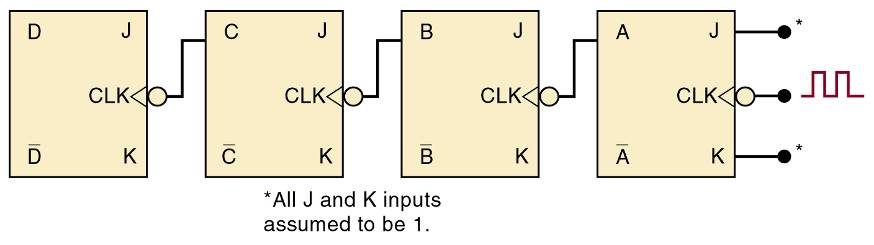 D J C J B J A J *
CLK CLK CLK CLK
D̅ K C̅ K B̅ K A̅ K *
*All J and K inputs
assumed to be 1.